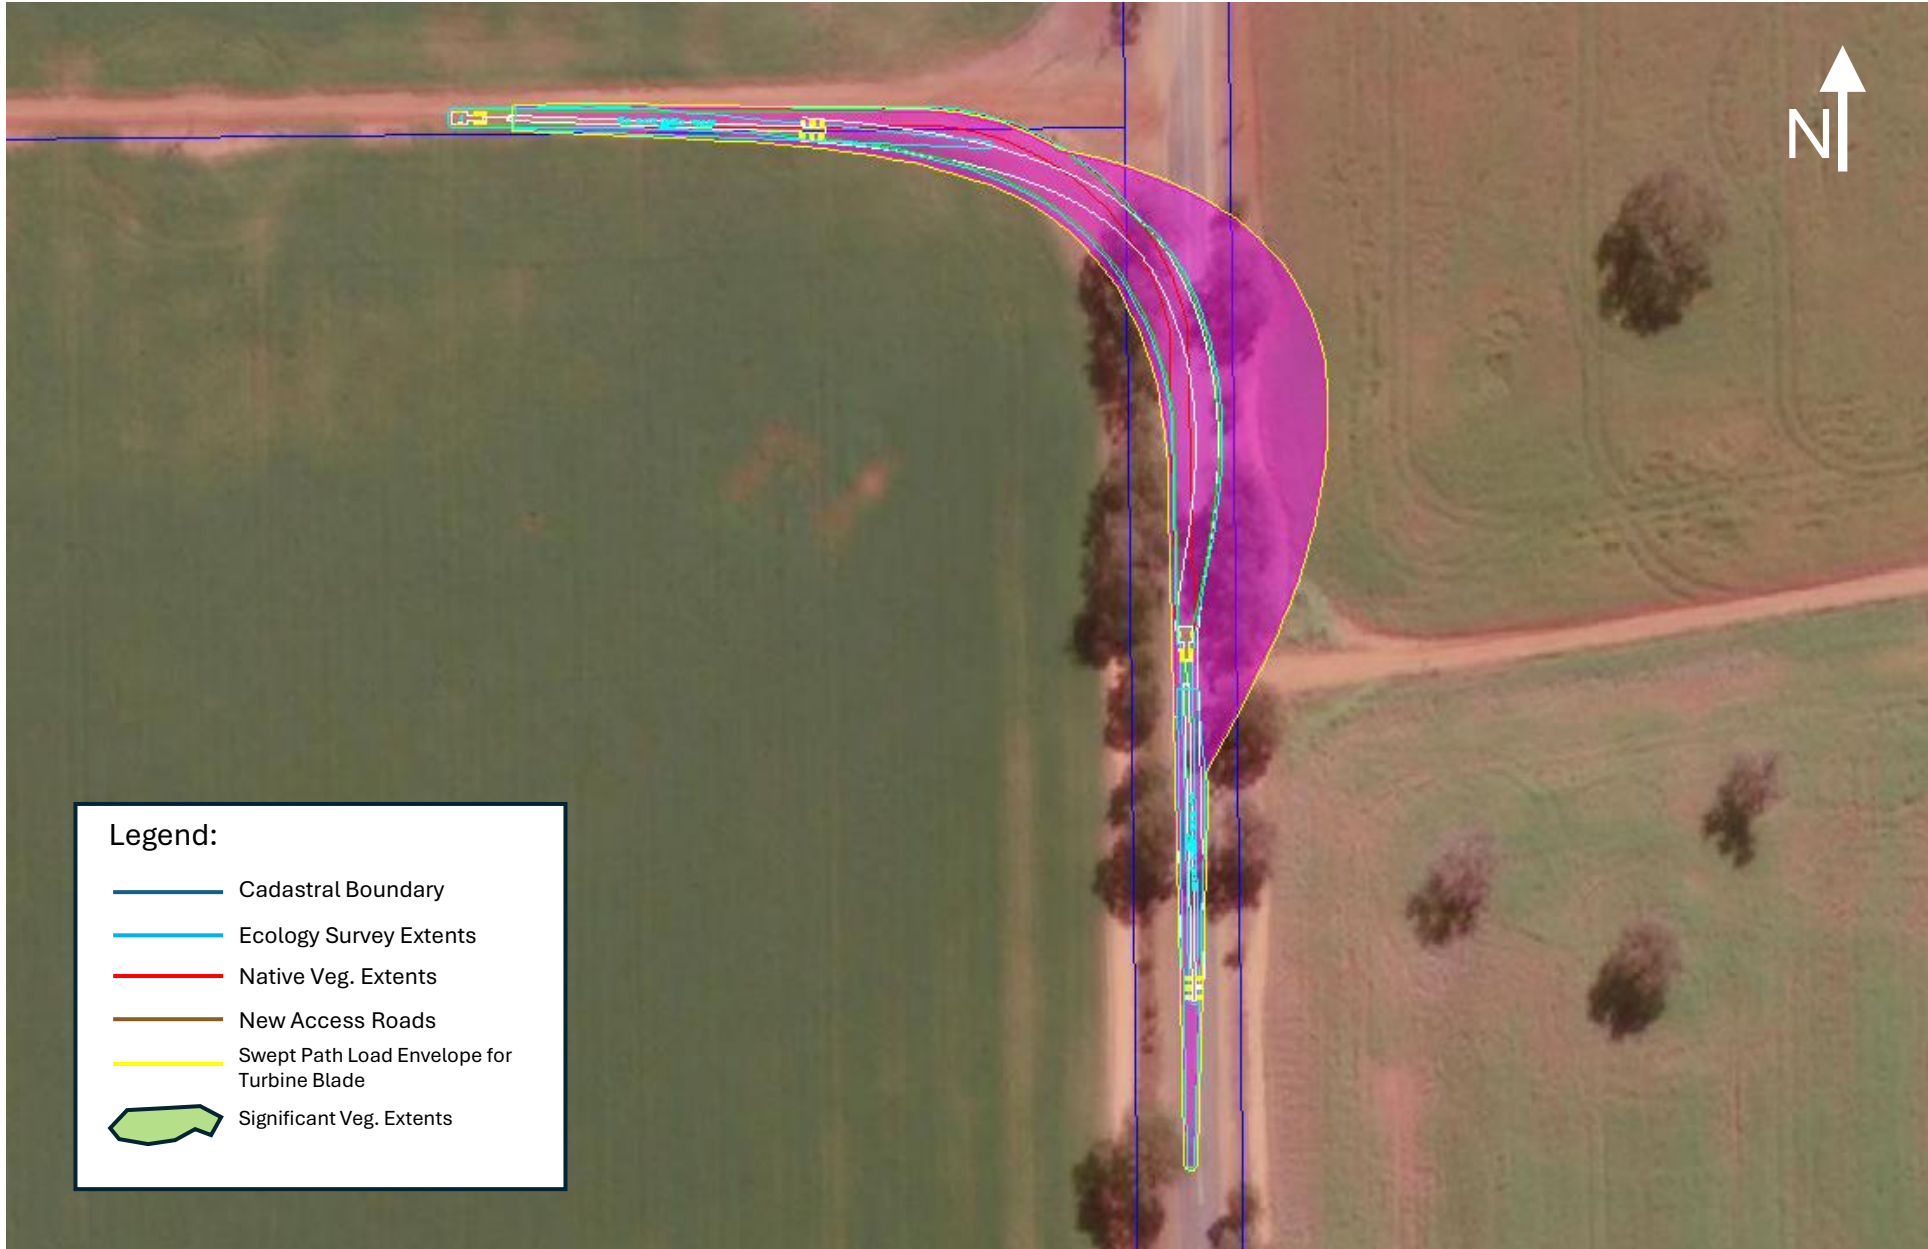 N
Legend:
Cadastral Boundary
Ecology Survey Extents
Native Veg. Extents
New Access Roads
Swept Path Load Envelope for
Turbine Blade
Significant Veg. Extents